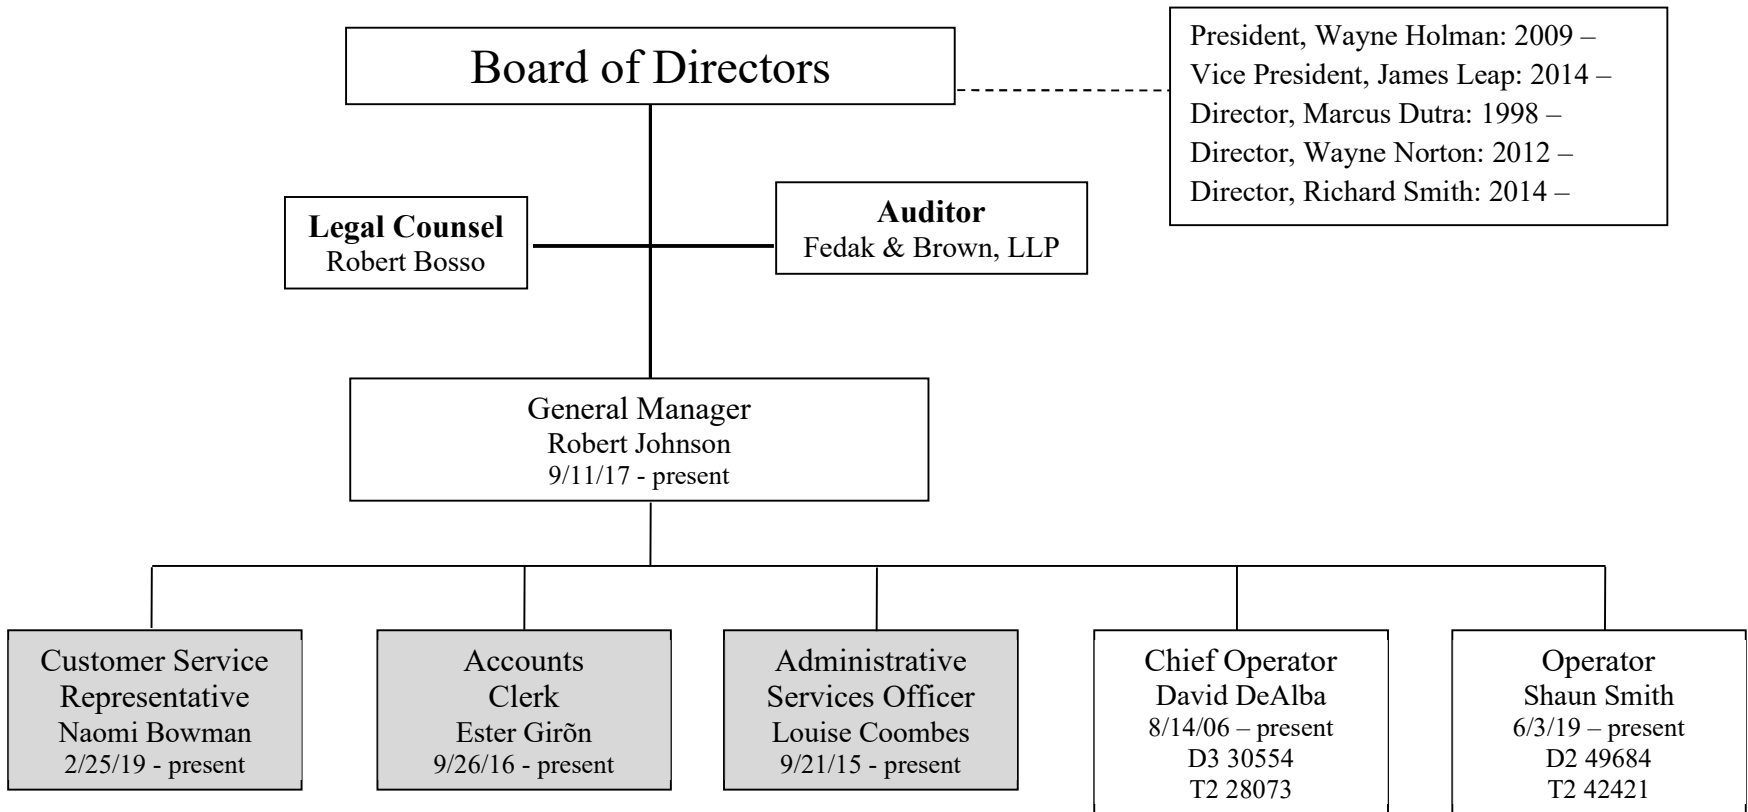 Board of Directors
President, Wayne Holman: 2009 –
Vice President, James Leap: 2014 –
Director, Marcus Dutra: 1998 –
Director, Wayne Norton: 2012 –
Director, Richard Smith: 2014 –
Legal Counsel
Robert Bosso
Auditor
Fedak & Brown, LLP
General Manager
Robert Johnson
9/11/17 - present
Customer Service
Representative
Naomi Bowman
2/25/19 - present
Accounts
Clerk
Ester Girõn
9/26/16 - present
Administrative
Services Officer
Louise Coombes
9/21/15 - present
Chief Operator
David DeAlba
8/14/06 – present
D3 30554
T2 28073
Operator
Shaun Smith
6/3/19 – present
D2 49684
T2 42421